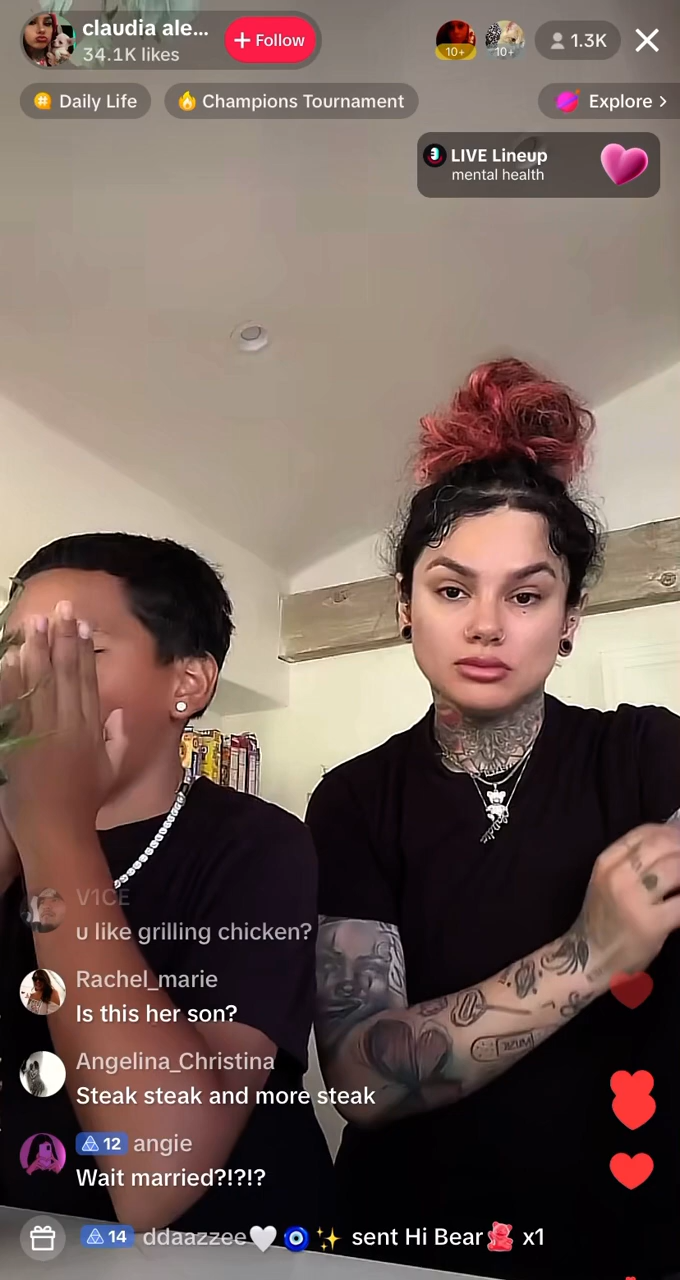 claudia ale...
34.1K likes
+ Follow
10+
10+
1.3K
Daily Life
Champions Tournament
Explore >
LIVE Lineup
mental health
V1CE
u like grilling chicken?
Rachel_marie
Is this her son?
Angelina_Christina
Steak steak and more steak
12 angie
Wait married?!?!?
14 ddaazzee🤍🧿✨ sent Hi Bear x1